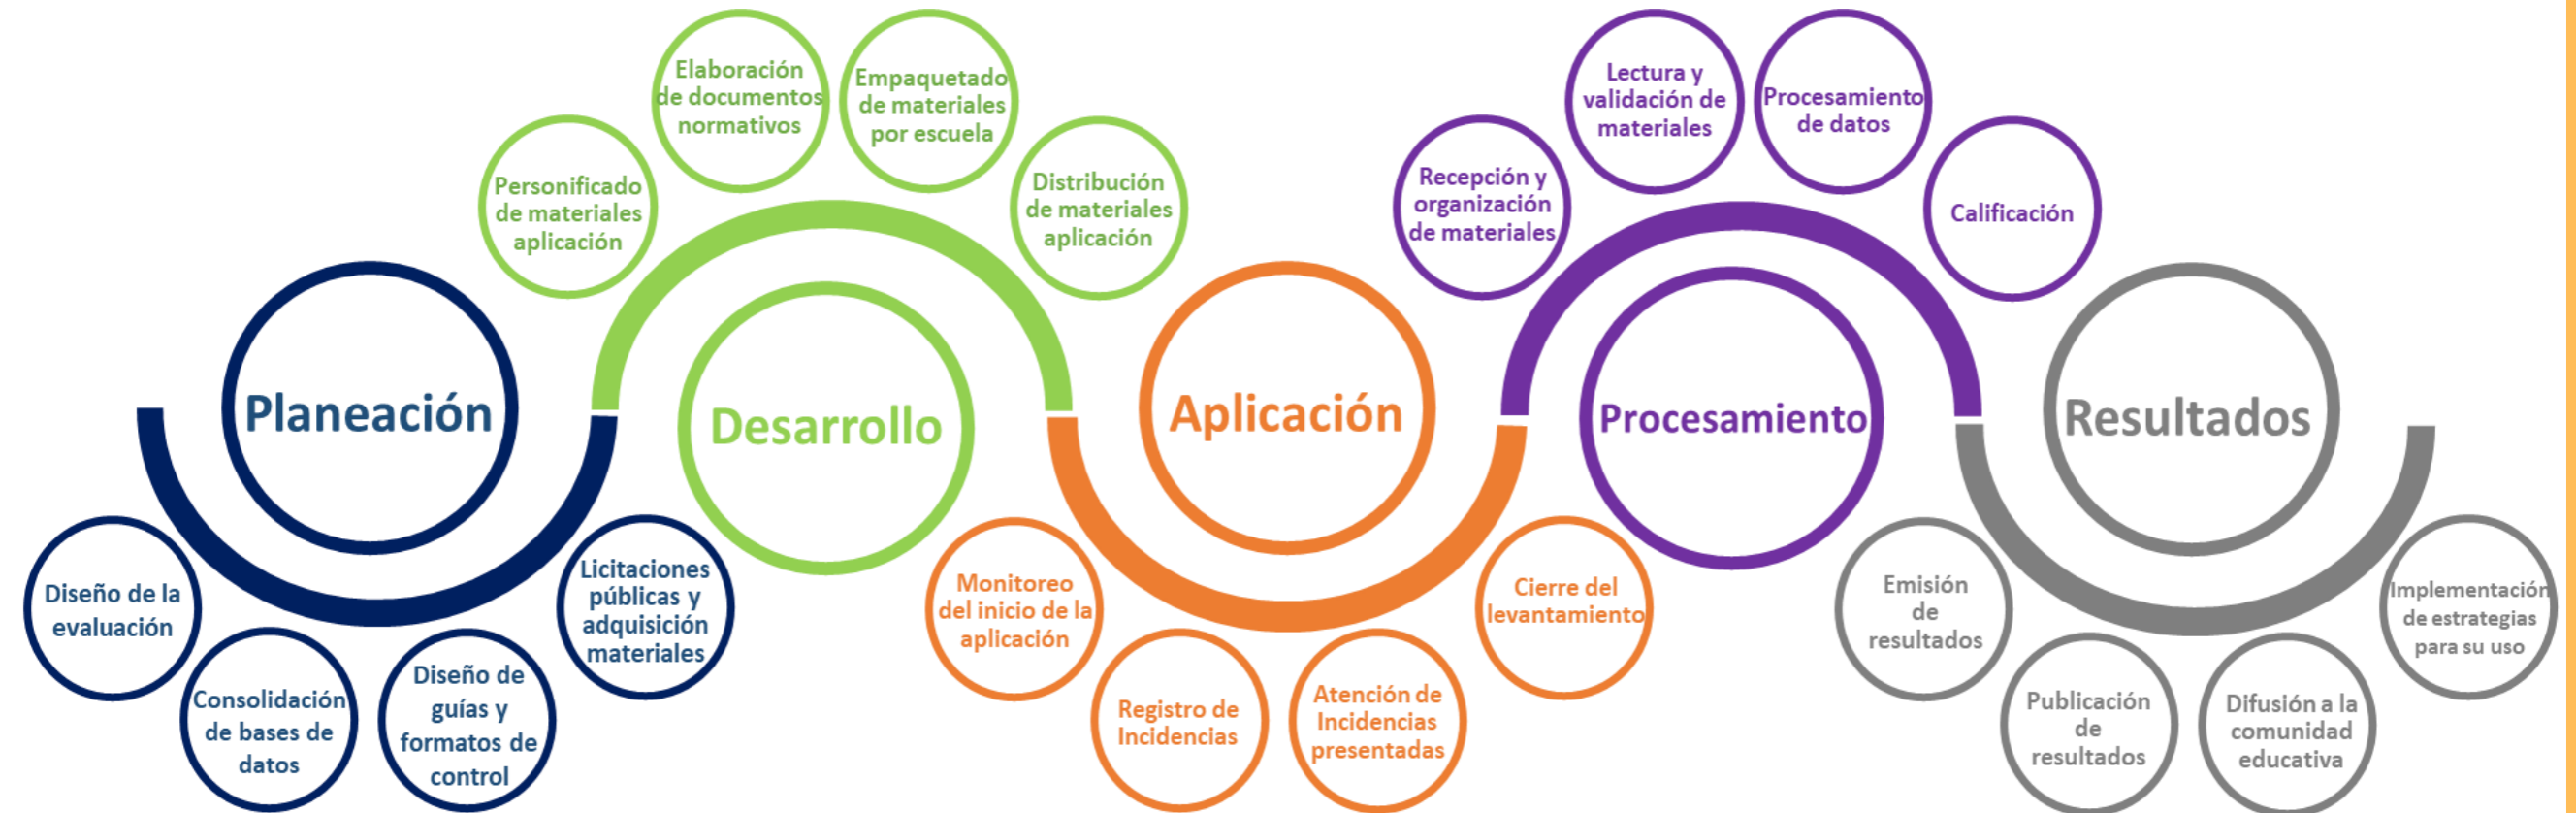 Planeación
Diseño de la
evaluación
Consolidación
de bases de
datos
Diseño de
guías y
formatos de
control
Licitaciones
públicas y
adquisición
materiales
Desarrollo
Personificado
de materiales
aplicación
Elaboración
de documentos
normativos
Empaquetado
de materiales
por escuela
Distribución
de materiales
aplicación
Aplicación
Monitoreo
del inicio de la
aplicación
Registro de
Incidencias
Atención de
Incidencias
presentadas
Cierre del
levantamiento
Procesamiento
Recepción y
organización
de materiales
Lectura y
validación de
materiales
Procesamiento
de datos
Calificación
Resultados
Emisión
de
resultados
Publicación
de
resultados
Difusión a la
comunidad
educativa
Implementación
de estrategias
para su uso